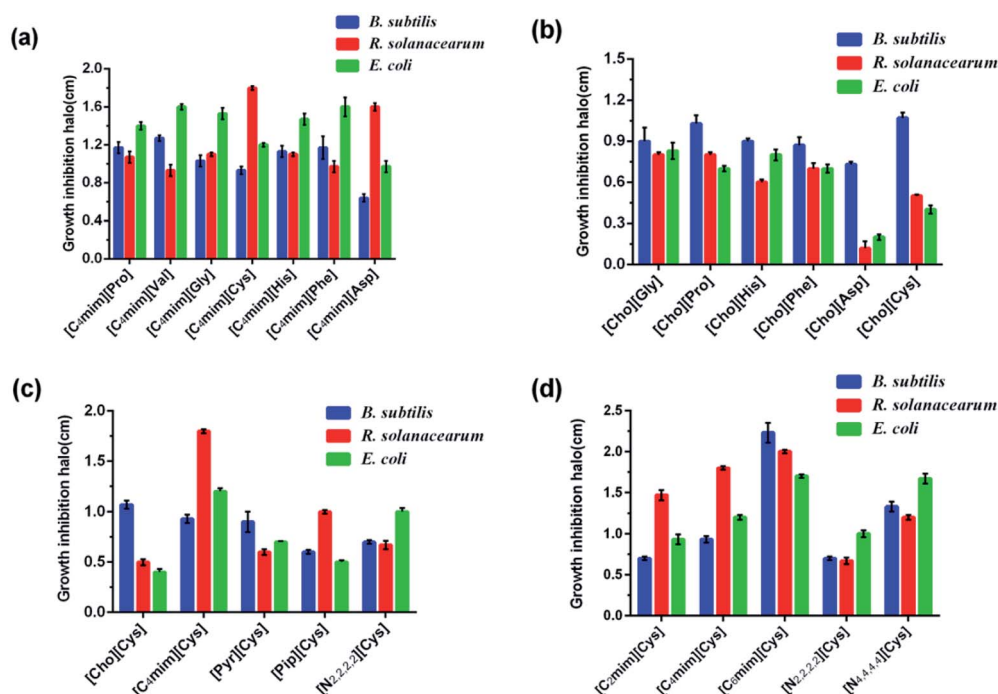 (a)
B. subtilis
R. solanacearum
E. coli
Growth inhibition halo(cm)
2.0
1.6
1.2
0.8
0.4
0.0
[C₄mim][Pro]
[C₄mim][Val]
[C₄mim][Gly]
[C₄mim][Cys]
[C₄mim][His]
[C₄mim][Phe]
[C₄mim][Asp]
(b)
B. subtilis
R. solanacearum
E. coli
Growth inhibition halo(cm)
1.5
1.2
0.9
0.6
0.3
0.0
[Cho][Gly]
[Cho][Pro]
[Cho][His]
[Cho][Phe]
[Cho][Asp]
[Cho][Cys]
(c)
B. subtilis
R. solanacearum
E. coli
Growth inhibition halo(cm)
2.0
1.5
1.0
0.5
0.0
[Cho][Cys]
[C₄mim][Cys]
[Pyr][Cys]
[Pip][Cys]
[N₂,₂,₂,₂][Cys]
(d)
B. subtilis
R. solanacearum
E. coli
Growth inhibition halo(cm)
2.5
2.0
1.5
1.0
0.5
0.0
[C₂mim][Cys]
[C₄mim][Cys]
[C₆mim][Cys]
[N₂,₂,₂,₂][Cys]
[N₄,₄,₄,₄][Cys]